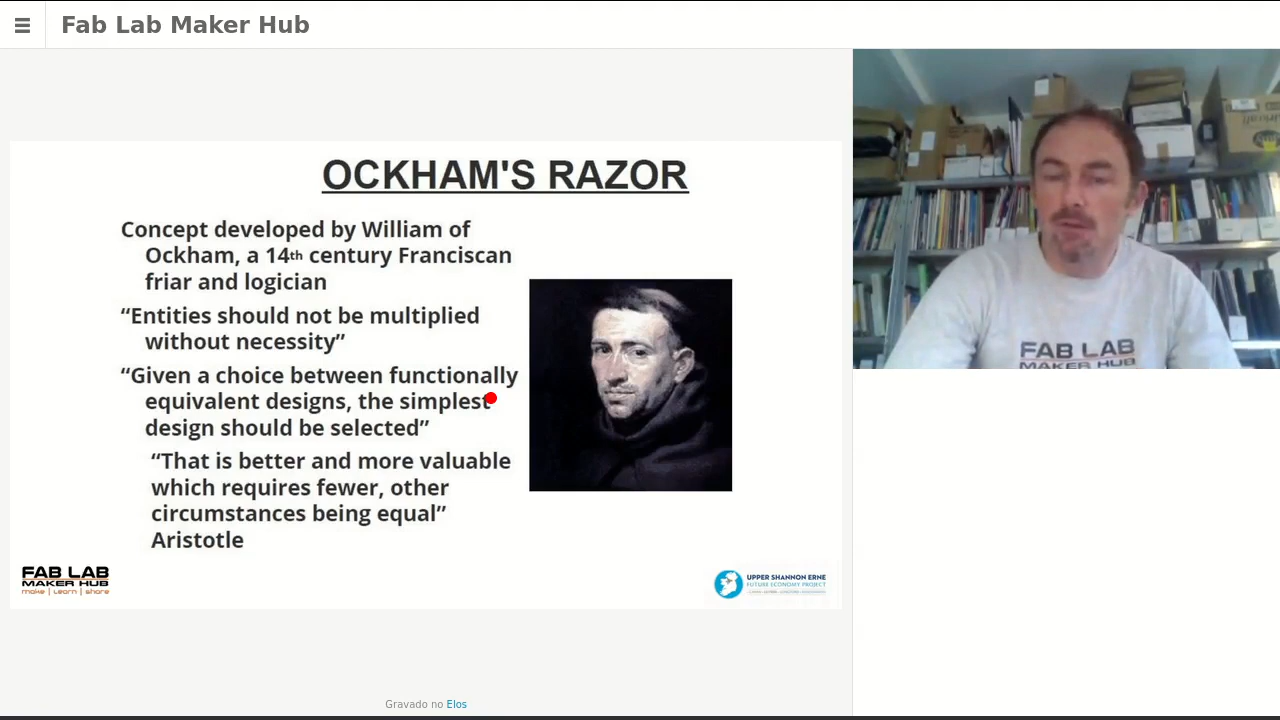 Fab Lab Maker Hub
OCKHAM'S RAZOR
Concept developed by William of
Ockham, a 14th century Franciscan
friar and logician
“Entities should not be multiplied
without necessity”
“Given a choice between functionally
equivalent designs, the simplest
design should be selected”
“That is better and more valuable
which requires fewer, other
circumstances being equal”
Aristotle
FAB LAB
MAKER HUB
make | Learn | share
UPPER SHANNON ERNE
FUTURE ECONOMY PROJECT
FAB LAB
MAKER HUB
Gravado no Elos